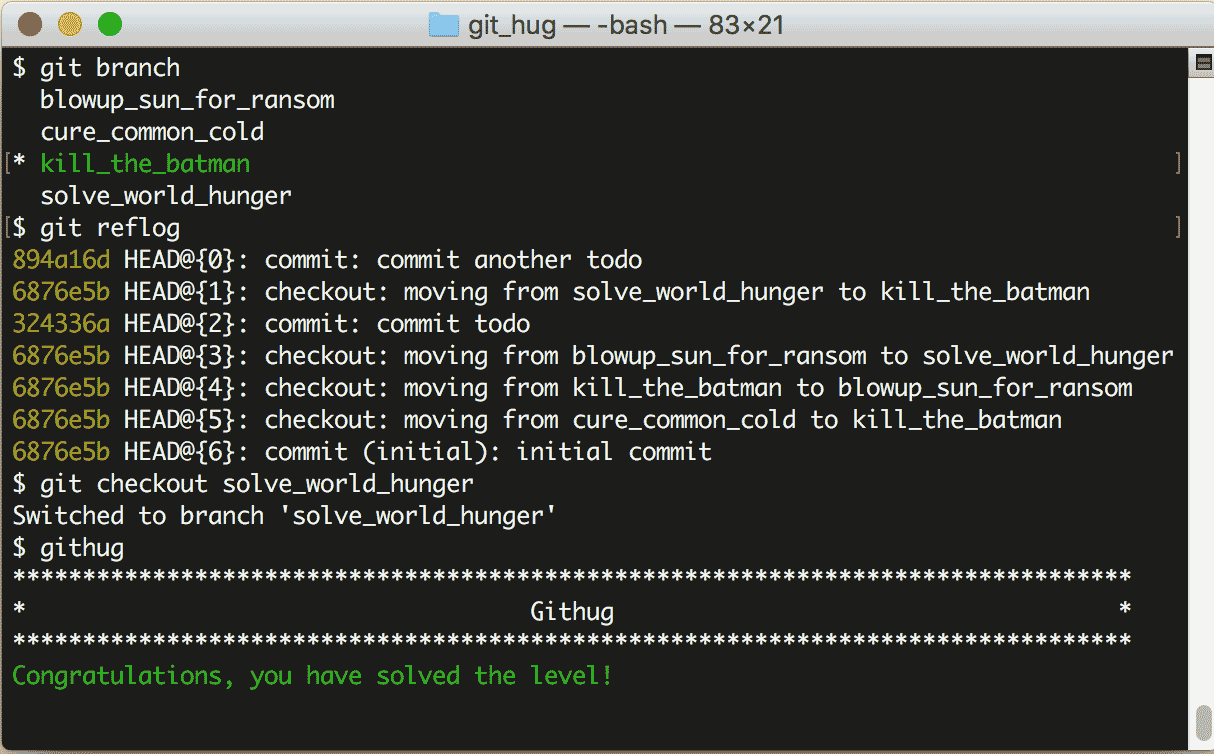 git_hug — -bash — 83×21
$ git branch
  blowup_sun_for_ransom
  cure_common_cold
[* kill_the_batman ]
  solve_world_hunger
[$ git reflog ]
894a16d HEAD@{0}: commit: commit another todo
6876e5b HEAD@{1}: checkout: moving from solve_world_hunger to kill_the_batman
324336a HEAD@{2}: commit: commit todo
6876e5b HEAD@{3}: checkout: moving from blowup_sun_for_ransom to solve_world_hunger
6876e5b HEAD@{4}: checkout: moving from kill_the_batman to blowup_sun_for_ransom
6876e5b HEAD@{5}: checkout: moving from cure_common_cold to kill_the_batman
6876e5b HEAD@{6}: commit (initial): initial commit
$ git checkout solve_world_hunger
Switched to branch 'solve_world_hunger'
$ githug
********************************************************************************
*                                    Githug                                    *
********************************************************************************
Congratulations, you have solved the level!